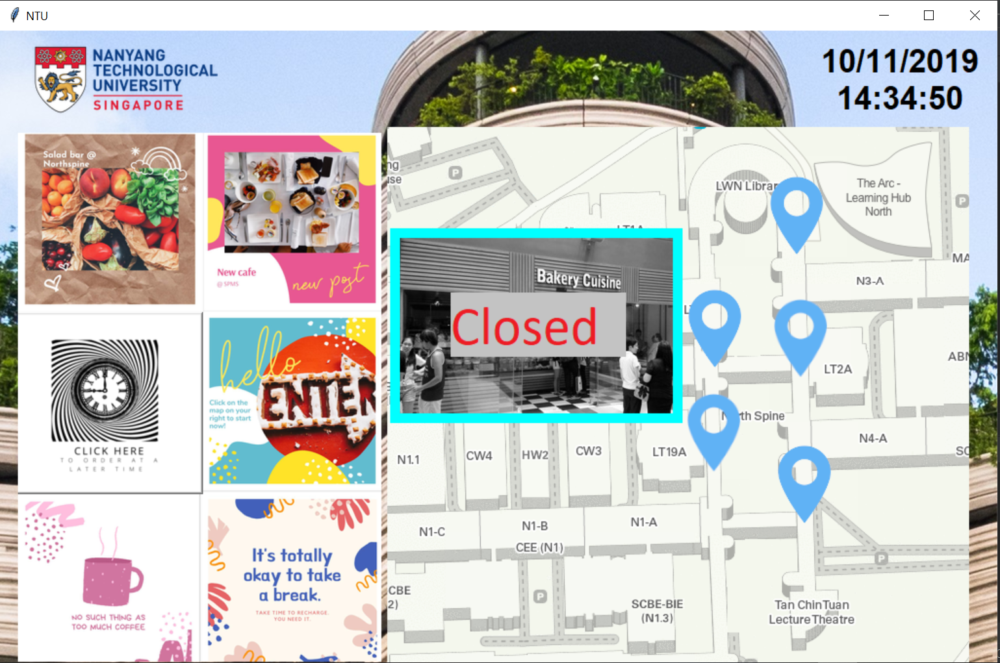 NTU
NANYANG
TECHNOLOGICAL
UNIVERSITY
SINGAPORE
10/11/2019
14:34:50
Salad bar @
Northspine
New cafe
@ SPMS
new post
CLICK HERE
TO ORDER AT A
LATER TIME
hello
ENTER
Click on the
map on your
right to start
now!
NO SUCH THING AS
TOO MUCH COFFEE
It's totally
okay to take
a break.
TAKE TIME TO RECHARGE.
YOU NEED IT.
LWN Librar
The Arc -
Learning Hub
North
P
P
LT1A
MA
N3-A
Bakery Cuisine
Closed
ABN
LT2A
North Spine
N4-A
SC
N1.1
CW4
HW2
CW3
LT19A
N1-C
N1-B
N1-A
CEE (N1)
P
CBE
2)
P
SCBE-BIE
(N1.3)
Tan Chin Tuan
Lecture Theatre